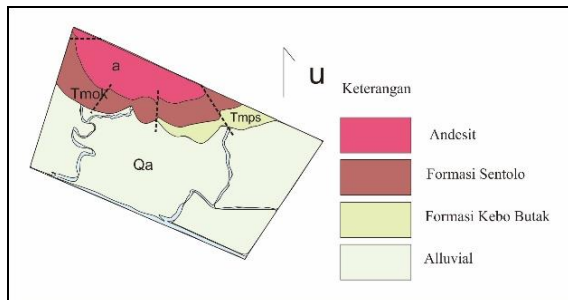 a
Tmok
Tmps
Qa
u
Keterangan
Andesit
Formasi Sentolo
Formasi Kebo Butak
Alluvial